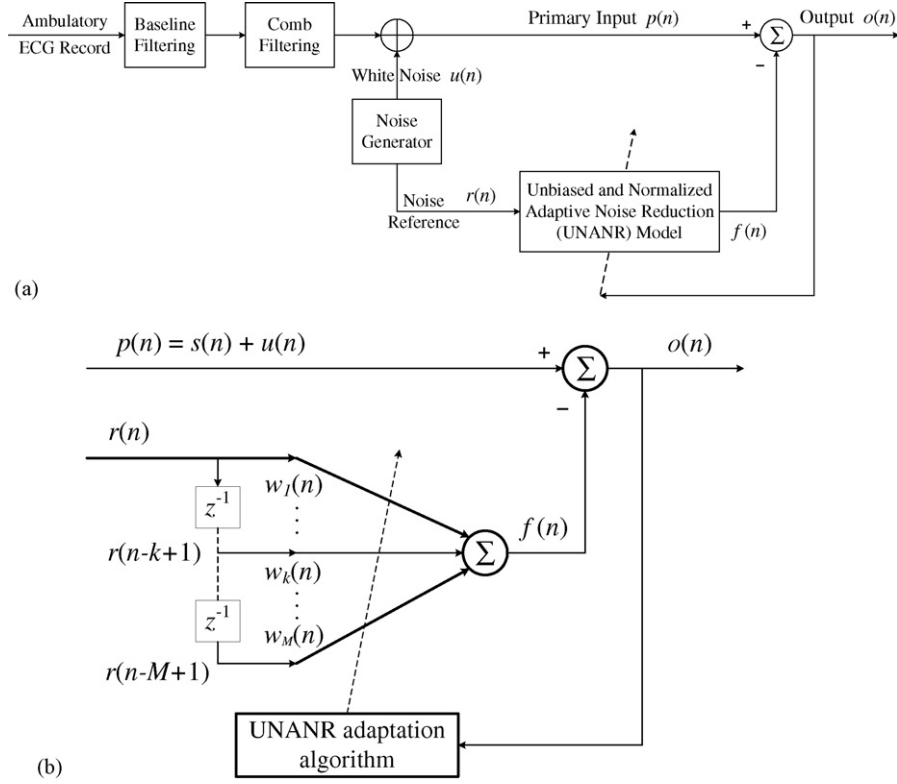 Ambulatory
ECG Record
Baseline
Filtering
Comb
Filtering
Primary Input p(n)
+
Σ
−
Output o(n)
White Noise u(n)
Noise
Generator
Noise
Reference
r(n)
Unbiased and Normalized
Adaptive Noise Reduction
(UNANR) Model
f(n)
(a)
p(n) = s(n) + u(n)
+
Σ
−
o(n)
r(n)
z⁻¹
w₁(n)
r(n-k+1)
wₖ(n)
Σ
f(n)
z⁻¹
w_M(n)
r(n-M+1)
UNANR adaptation
algorithm
(b)